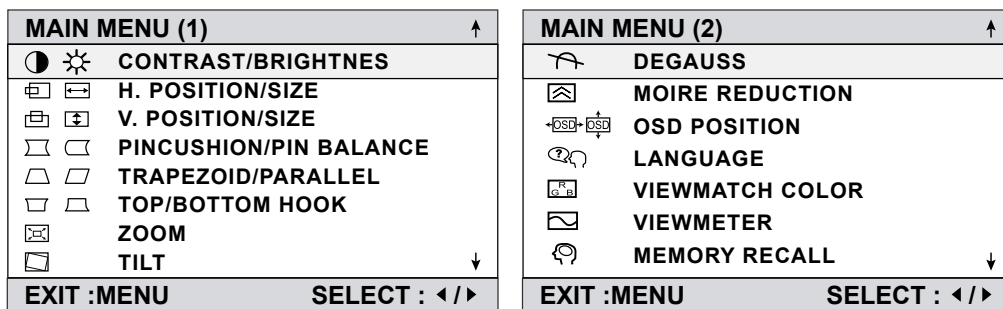 MAIN MENU (1)
CONTRAST/BRIGHTNES
H. POSITION/SIZE
V. POSITION/SIZE
PINCUSHION/PIN BALANCE
TRAPEZOID/PARALLEL
TOP/BOTTOM HOOK
ZOOM
TILT
EXIT :MENU SELECT : /
MAIN MENU (2)
DEGAUSS
MOIRE REDUCTION
OSD OSD OSD POSITION
? LANGUAGE
R G B VIEWMATCH COLOR
VIEWMETER
MEMORY RECALL
EXIT :MENU SELECT : /